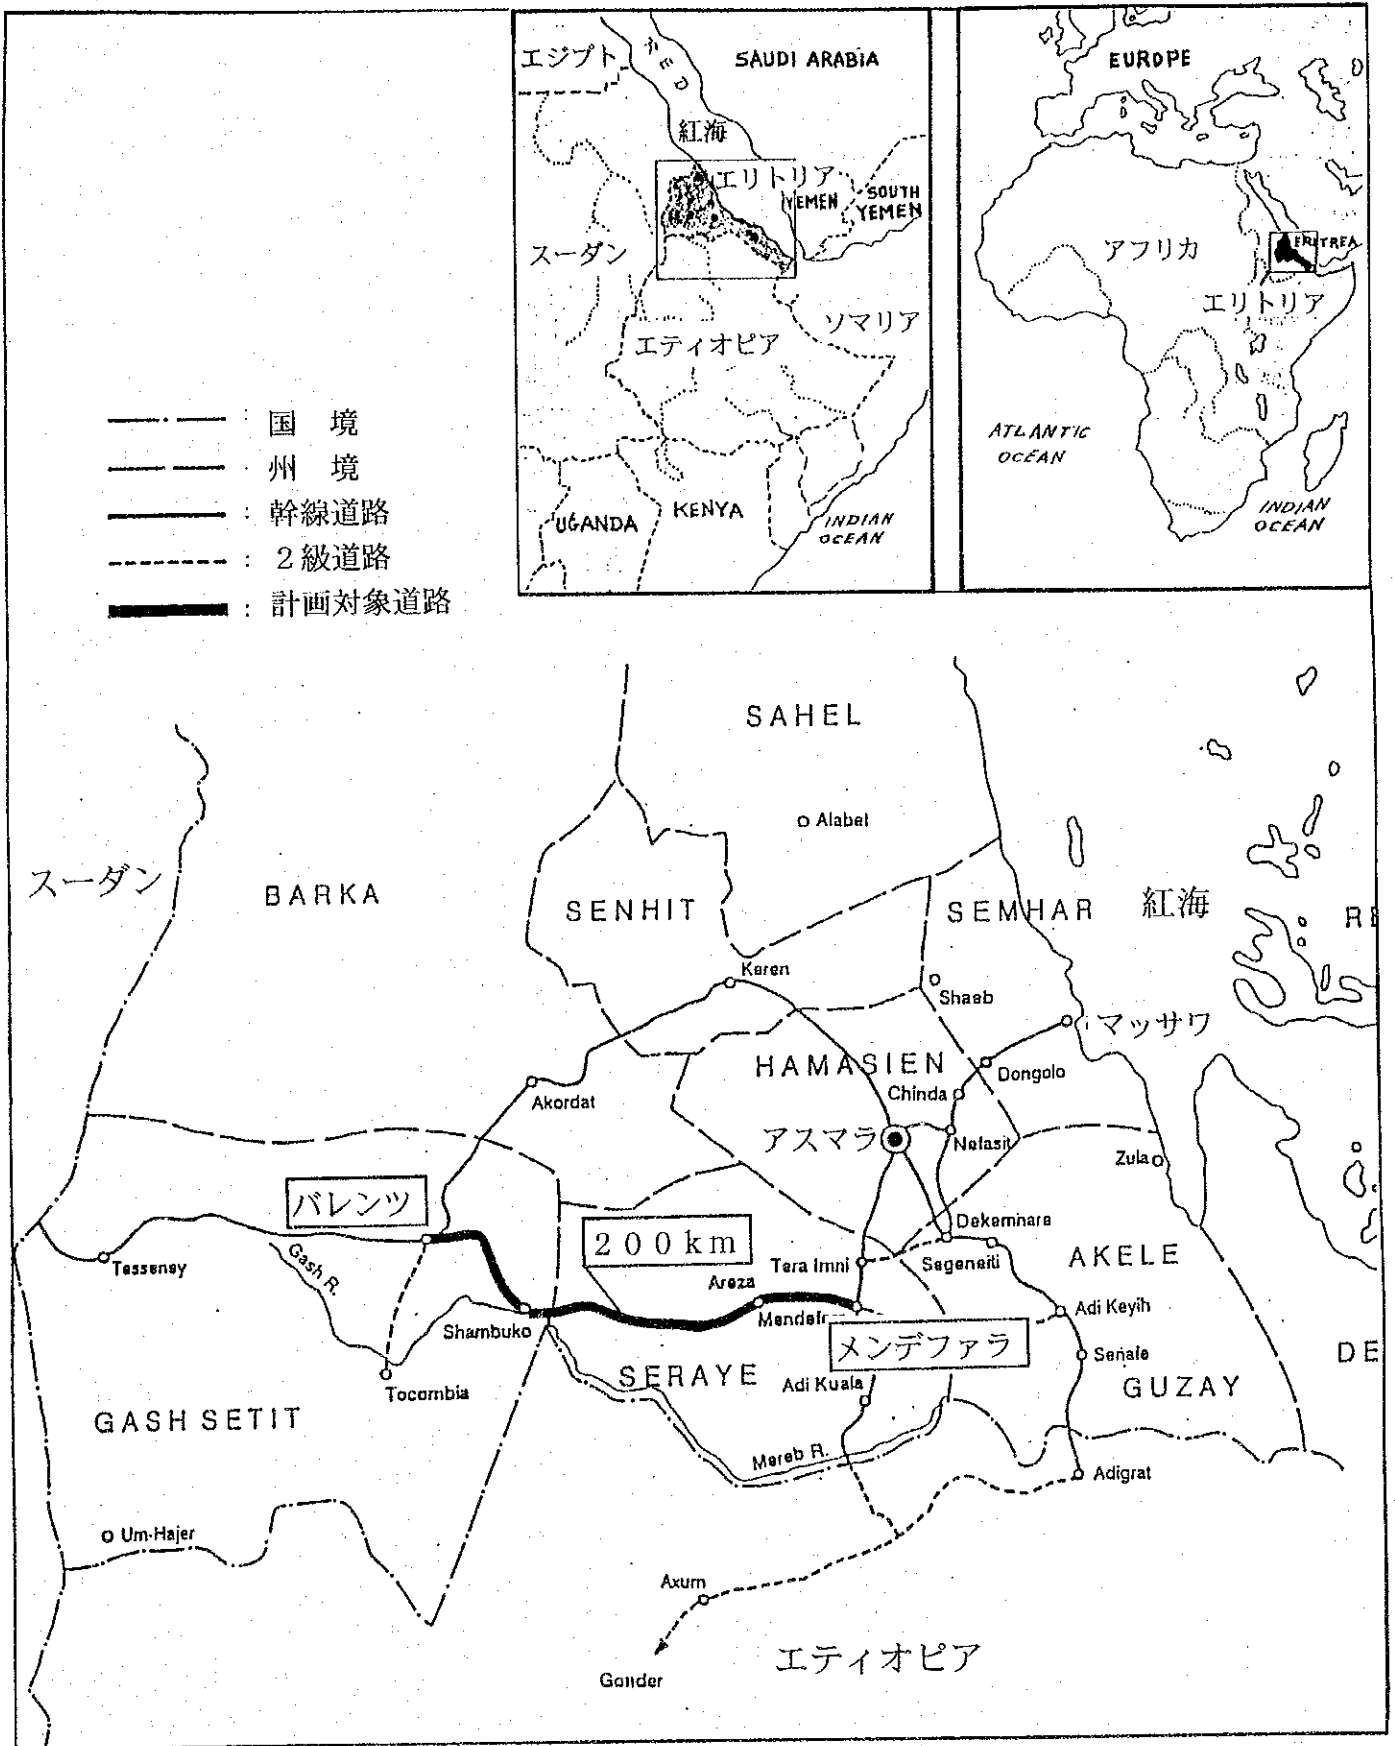 エジプト
RED
SAUDI ARABIA
紅海
エリトリア
YEMEN
SOUTH
YEMEN
スーダン
エティオピア
ソマリア
UGANDA
KENYA
INDIAN
OCEAN
EUROPE
アフリカ
ERITREA
エリトリア
ATLANTIC
OCEAN
INDIAN
OCEAN
: 国 境
州 境
: 幹線道路
: 2級道路
: 計画対象道路
SAHEL
Alabel
スーダン
BARKA
SENHIT
SEMHAR
紅海
RE
Keren
Shaab
マッサワ
HAMASIEN
Dongolo
Chinda
Akordat
アスマラ
Nefasit
Zula
バレンツ
200km
Dekemhare
Tesseney
Gash R.
Tera Imni
Segeneiti
AKELE
Areza
Mendef
Adi Keyih
Shambuko
メンデファラ
Senafe
DE
SERAYE
Adi Kuala
GUZAY
Tocombia
GASH SETIT
Mereb R.
Adigrat
Um-Hajer
Axum
エティオピア
Gonder